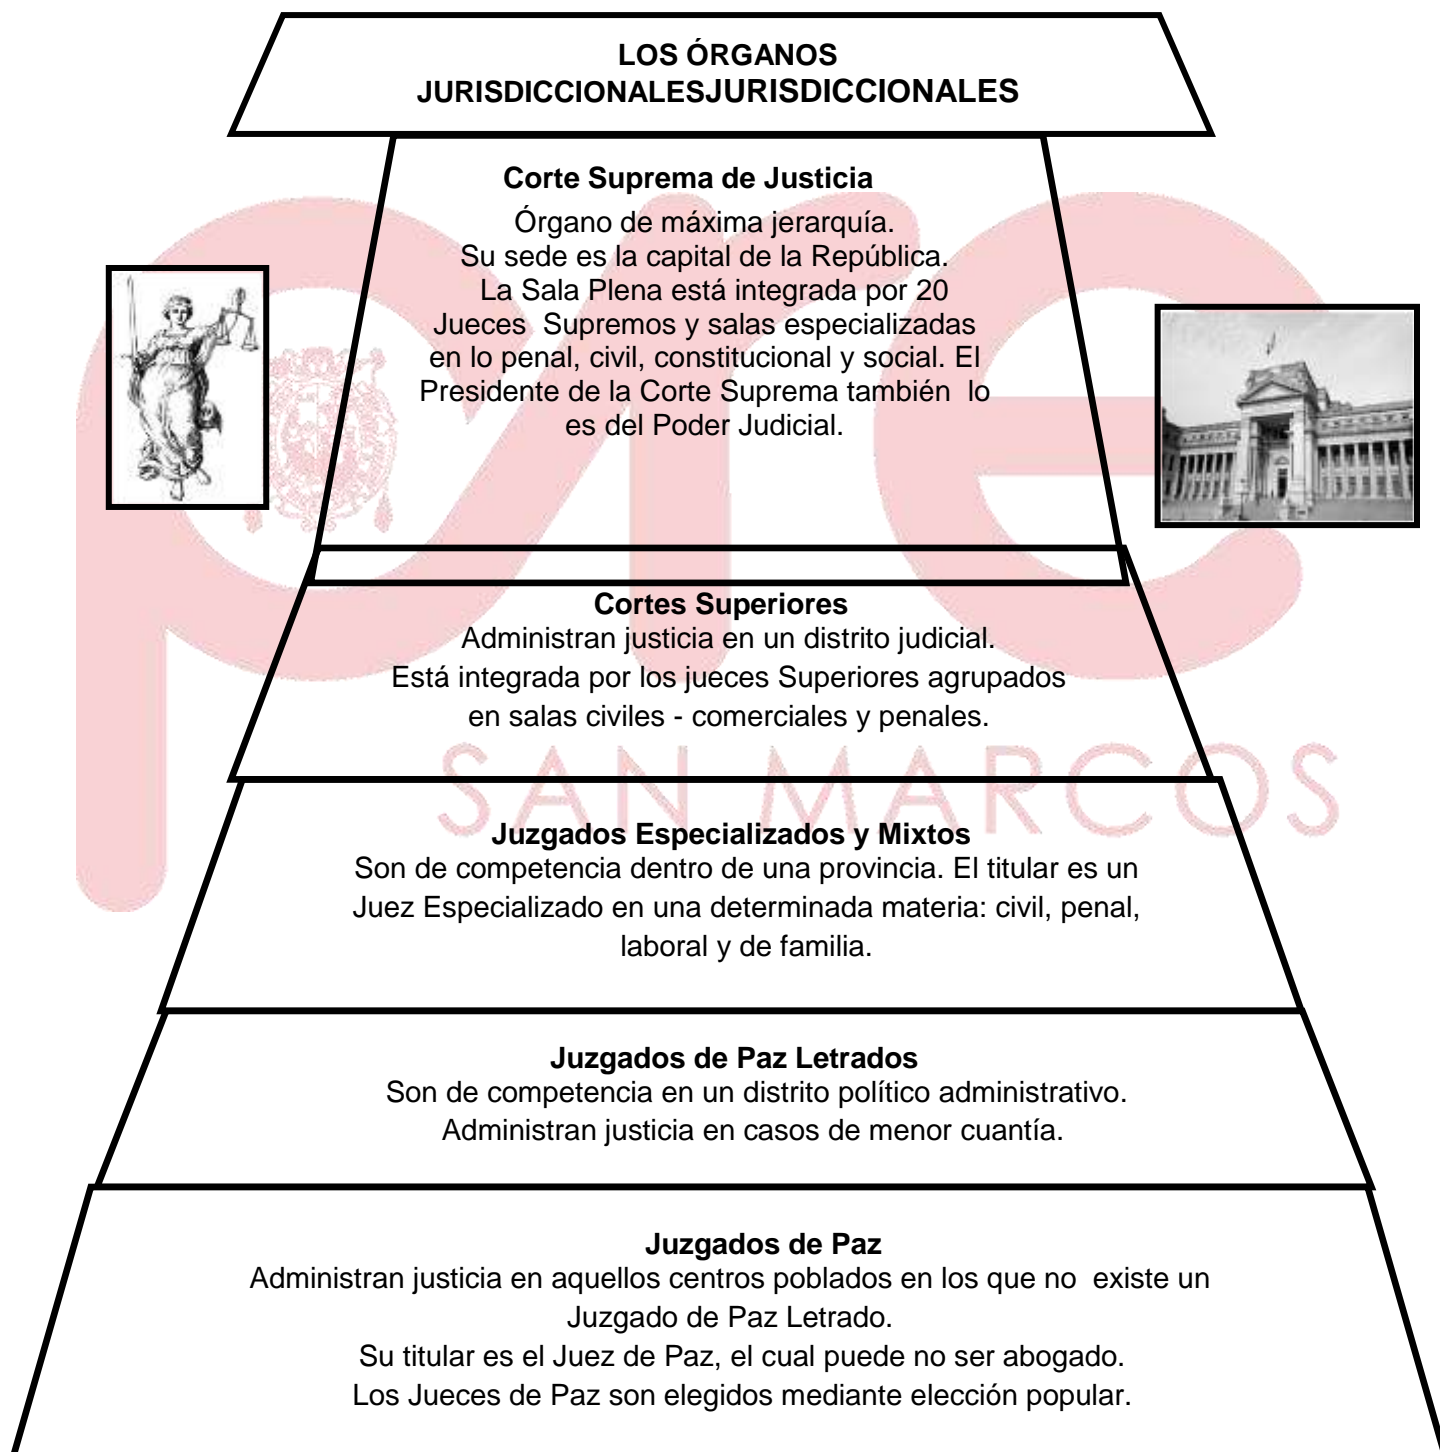 LOS ÓRGANOS
JURISDICCIONALESJURISDICCIONALES
Corte Suprema de Justicia
Órgano de máxima jerarquía.
Su sede es la capital de la República.
La Sala Plena está integrada por 20
Jueces Supremos y salas especializadas
en lo penal, civil, constitucional y social. El
Presidente de la Corte Suprema también lo
es del Poder Judicial.
Cortes Superiores
Administran justicia en un distrito judicial.
Está integrada por los jueces Superiores agrupados
en salas civiles - comerciales y penales.
Juzgados Especializados y Mixtos
Son de competencia dentro de una provincia. El titular es un
Juez Especializado en una determinada materia: civil, penal,
laboral y de familia.
Juzgados de Paz Letrados
Son de competencia en un distrito político administrativo.
Administran justicia en casos de menor cuantía.
Juzgados de Paz
Administran justicia en aquellos centros poblados en los que no existe un
Juzgado de Paz Letrado.
Su titular es el Juez de Paz, el cual puede no ser abogado.
Los Jueces de Paz son elegidos mediante elección popular.
pre
SAN MARCOS